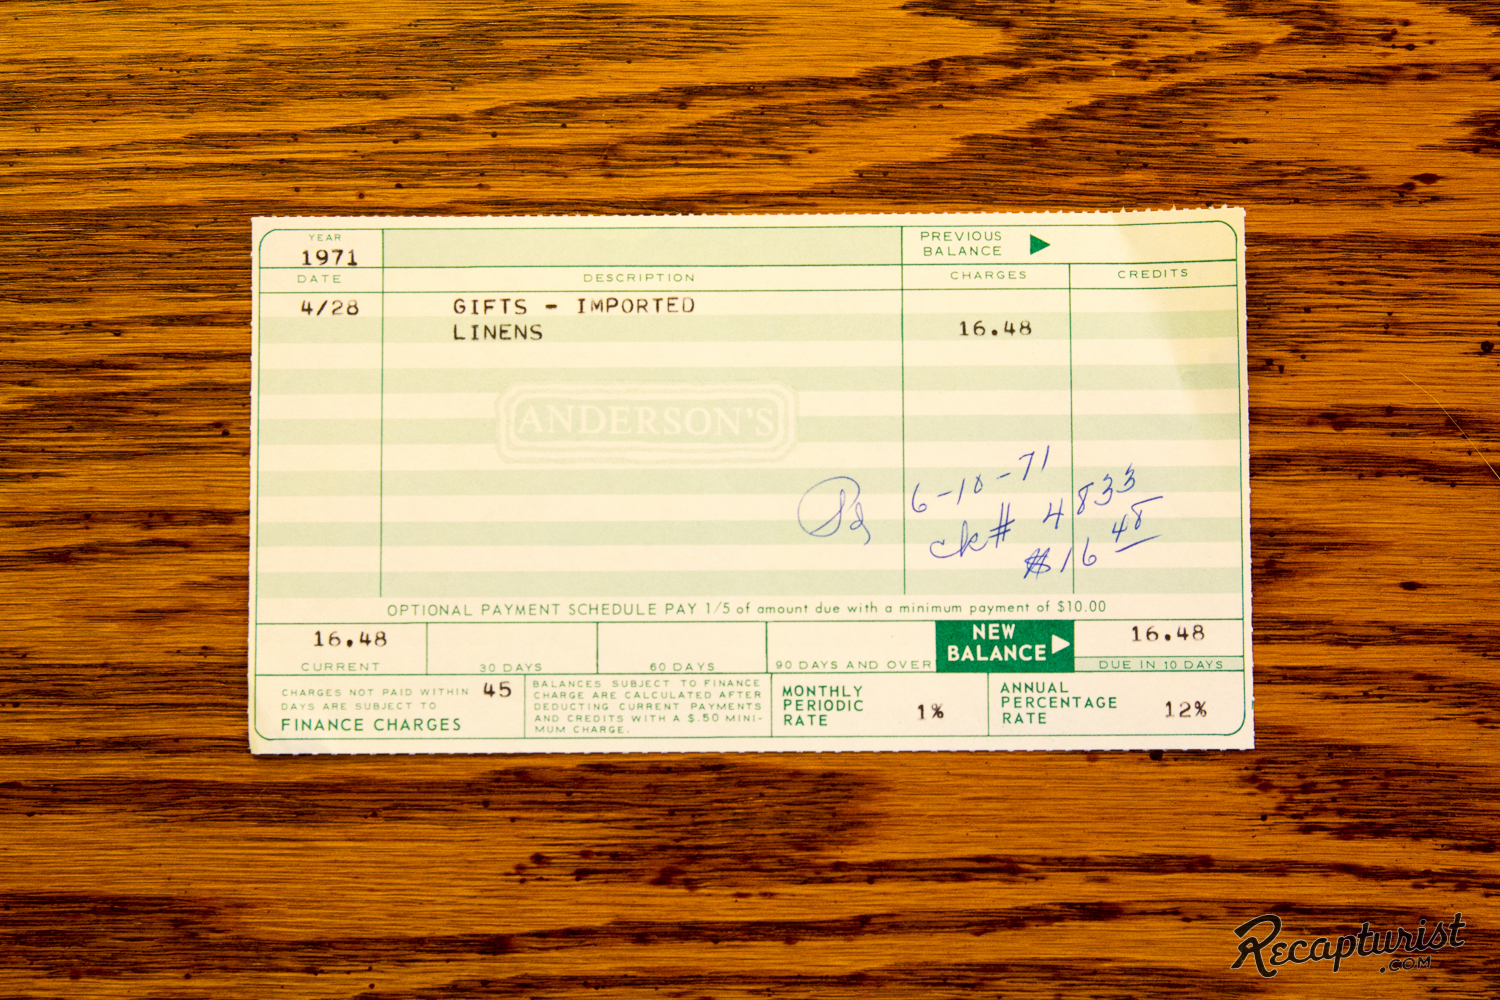 YEAR
1971
PREVIOUS
BALANCE
DATE DESCRIPTION CHARGES CREDITS
4/28 GIFTS - IMPORTED
LINENS 16.48
ANDERSON'S
Pd 6-10-71
ck# 4833
$16 48
OPTIONAL PAYMENT SCHEDULE PAY 1/5 of amount due with a minimum payment of $10.00
16.48 NEW BALANCE 16.48
CURRENT 30 DAYS 60 DAYS 90 DAYS AND OVER DUE IN 10 DAYS
CHARGES NOT PAID WITHIN 45
DAYS ARE SUBJECT TO
FINANCE CHARGES
BALANCES SUBJECT TO FINANCE
CHARGE ARE CALCULATED AFTER
DEDUCTING CURRENT PAYMENTS
AND CREDITS WITH A $.50 MINI-
MUM CHARGE.
MONTHLY
PERIODIC
RATE 1%
ANNUAL
PERCENTAGE
RATE 12%
Recapturist
.COM